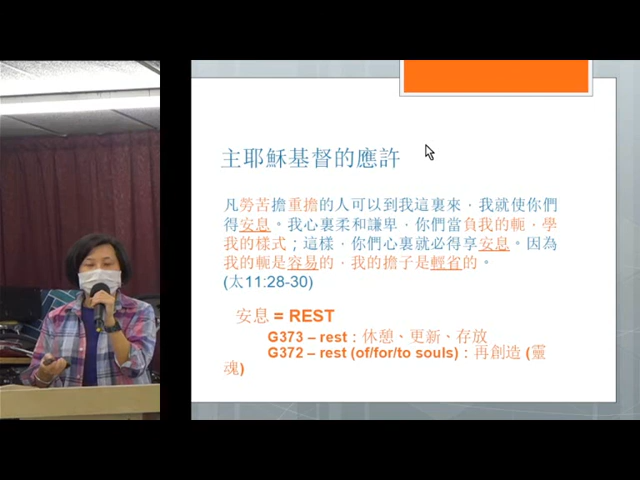 主耶穌基督的應許
凡勞苦擔重擔的人可以到我這裏來，我就使你們
得安息。我心裏柔和謙卑，你們當負我的軛，學
我的樣式；這樣，你們心裏就必得享安息。因為
我的軛是容易的，我的擔子是輕省的。
(太11:28-30)
安息 = REST
G373 – rest：休憩、更新、存放
G372 – rest (of/for/to souls)：再創造 (靈
魂)